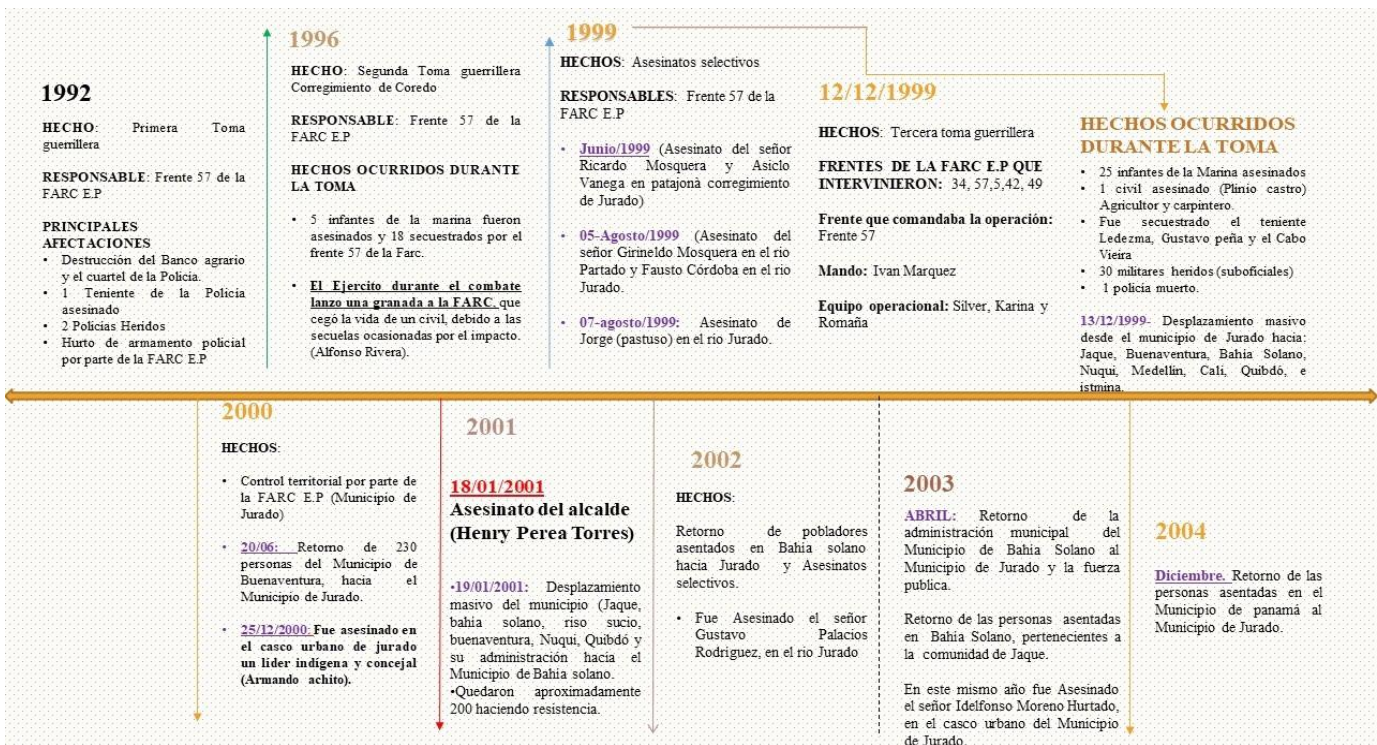 1992
HECHO: Primera Toma
guerrillera
RESPONSABLE: Frente 57 de la
FARC E.P
PRINCIPALES
AFECTACIONES
• Destrucción del Banco agrario
y el cuartel de la Policía.
• 1 Teniente de la Policia
asesinado
• 2 Policias Heridos
• Hurto de armamento policial
por parte de la FARC E.P
1996
HECHO: Segunda Toma guerrillera
Corregimiento de Coredo
RESPONSABLE: Frente 57 de la
FARC E.P
HECHOS OCURRIDOS DURANTE
LA TOMA
• 5 infantes de la marina fueron
asesinados y 18 secuestrados por el
frente 57 de la Farc.
• El Ejercito durante el combate
lanzo una granada a la FARC, que
cegó la vida de un civil, debido a las
secuelas ocasionadas por el impacto.
(Alfonso Rivera).
1999
HECHOS: Asesinatos selectivos
RESPONSABLES: Frente 57 de la
FARC E.P
• Junio/1999 (Asesinato del señor
Ricardo Mosquera y Asiclo
Vanega en patajonà corregimiento
de Jurado)
• 05-Agosto/1999 (Asesinato del
señor Girineldo Mosquera en el rio
Partado y Fausto Córdoba en el rio
Jurado.
• 07-agosto/1999: Asesinato de
Jorge (pastuso) en el rio Jurado.
12/12/1999
HECHOS: Tercera toma guerrillera
FRENTES DE LA FARC E.P QUE
INTERVINIERON: 34, 57,5,42, 49
Frente que comandaba la operación:
Frente 57
Mando: Ivan Marquez
Equipo operacional: Silver, Karina y
Romaña
HECHOS OCURRIDOS
DURANTE LA TOMA
• 25 infantes de la Marina asesinados
• 1 civil asesinado (Plinio castro)
Agricultor y carpintero.
• Fue secuestrado el teniente
Ledezma, Gustavo peña y el Cabo
Vieira
• 30 militares heridos (suboficiales)
• 1 policía muerto.
13/12/1999- Desplazamiento masivo
desde el municipio de Jurado hacia:
Jaque, Buenaventura, Bahía Solano,
Nuqui, Medellin, Cali, Quibdó, e
istmina.
2000
HECHOS:
• Control territorial por parte de
la FARC E.P (Municipio de
Jurado)
• 20/06: Retorno de 230
personas del Municipio de
Buenaventura, hacia el
Municipio de Jurado.
• 25/12/2000: Fue asesinado en
el casco urbano de jurado
un líder indígena y concejal
(Armando achito).
2001
18/01/2001
Asesinato del alcalde
(Henry Perea Torres)
•19/01/2001: Desplazamiento
masivo del municipio (Jaque,
bahia solano, riso sucio,
buenaventura, Nuqui, Quibdó y
su administración hacia el
Municipio de Bahia solano.
•Quedaron aproximadamente
200 haciendo resistencia.
2002
HECHOS:
Retorno de pobladores
asentados en Bahia solano
hacia Jurado y Asesinatos
selectivos.
• Fue Asesinado el señor
Gustavo Palacios
Rodriguez, en el rio Jurado
2003
ABRIL: Retorno de la
administración municipal del
Municipio de Bahia Solano al
Municipio de Jurado y la fuerza
publica.
Retorno de las personas asentadas
en Bahia Solano, pertenecientes a
la comunidad de Jaque.
En este mismo año fue Asesinado
el señor Idelfonso Moreno Hurtado,
en el casco urbano del Municipio
de Jurado.
2004
Diciembre. Retorno de las
personas asentadas en el
Municipio de panamá al
Municipio de Jurado.